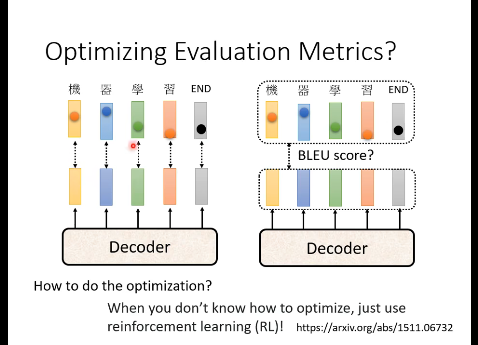 Optimizing Evaluation Metrics?
機 器 學 習 END
機 器 學 習 END
BLEU score?
Decoder
Decoder
How to do the optimization?
When you don't know how to optimize, just use
reinforcement learning (RL)! https://arxiv.org/abs/1511.06732